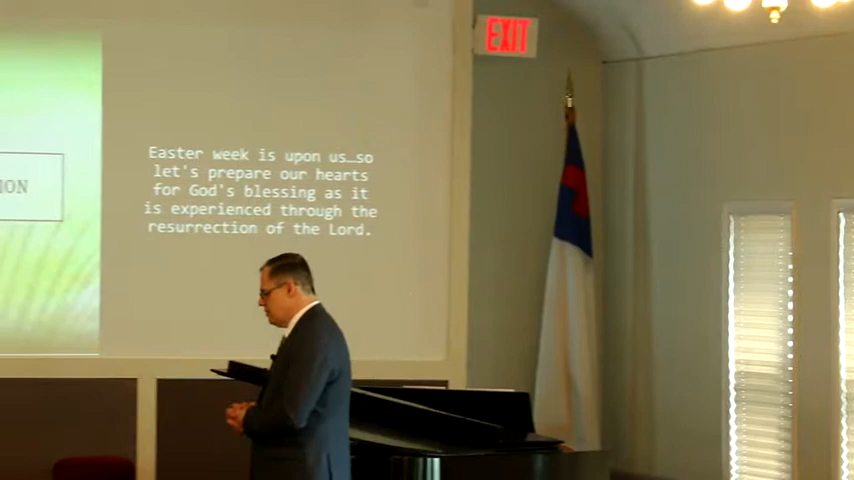 EXIT
Easter week is upon us…so
let's prepare our hearts
for God's blessing as it
is experienced through the
resurrection of the Lord.